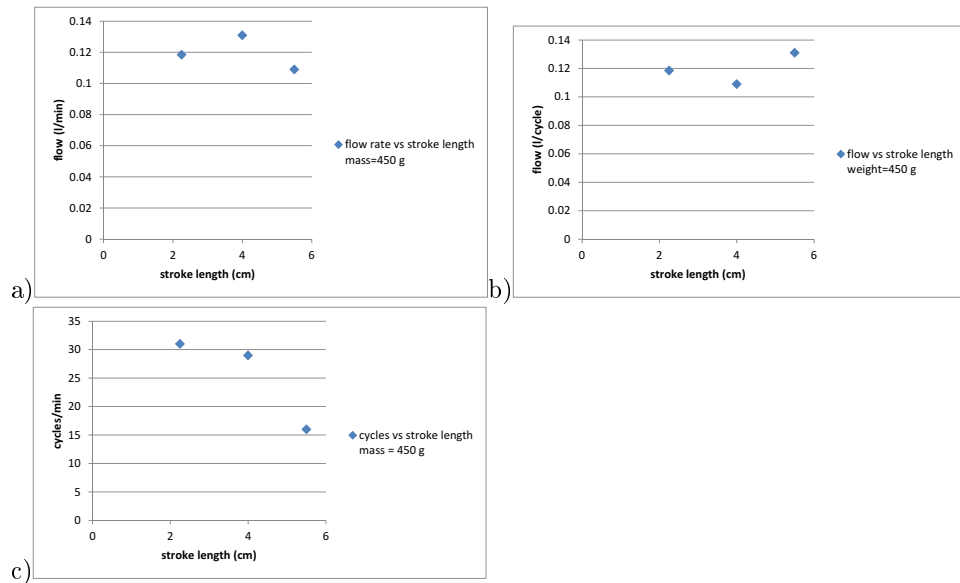 0.14
0.12
0.1
0.08
0.06
0.04
0.02
0
flow (l/min)
0 2 4 6
stroke length (cm)
flow rate vs stroke length
mass=450 g
a)
0.14
0.12
0.1
0.08
0.06
0.04
0.02
0
flow (l/cycle)
0 2 4 6
stroke length (cm)
flow vs stroke length
weight=450 g
b)
35
30
25
20
15
10
5
0
cycles/min
0 2 4 6
stroke length (cm)
cycles vs stroke length
mass = 450 g
c)